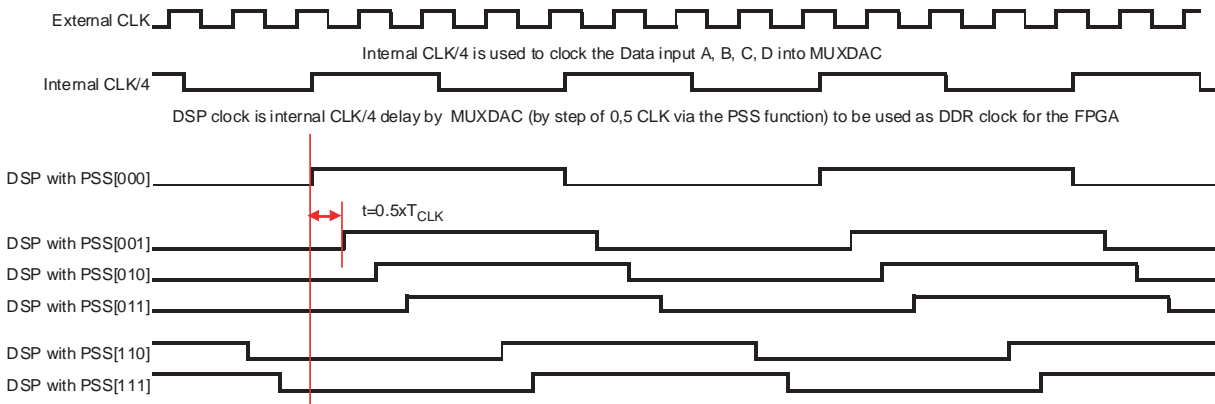 External CLK
Internal CLK/4 is used to clock the Data input A, B, C, D into MUXDAC
Internal CLK/4
DSP clock is internal CLK/4 delay by MUXDAC (by step of 0,5 CLK via the PSS function) to be used as DDR clock for the FPGA
DSP with PSS[000]
t=0.5xTCLK
DSP with PSS[001]
DSP with PSS[010]
DSP with PSS[011]
DSP with PSS[110]
DSP with PSS[111]